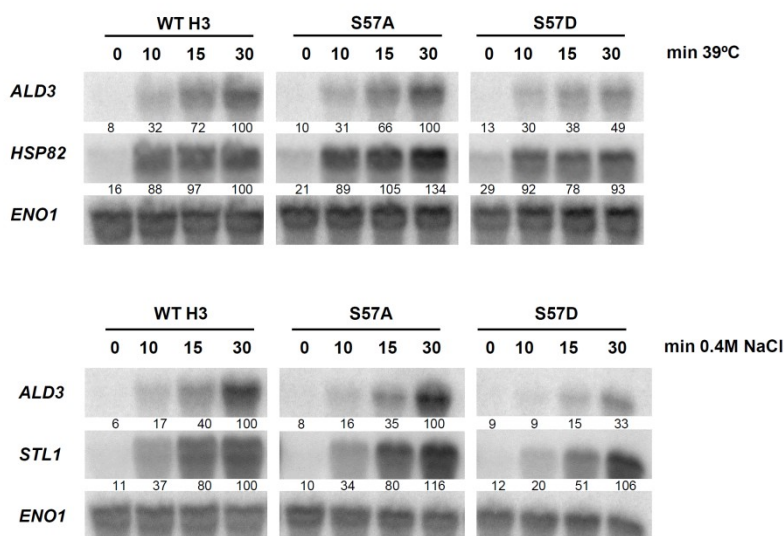 WT H3 S57A S57D
0 10 15 30 0 10 15 30 0 10 15 30 min 39ºC
ALD3
8 32 72 100 10 31 66 100 13 30 38 49
HSP82
16 88 97 100 21 89 105 134 29 92 78 93
ENO1
WT H3 S57A S57D
0 10 15 30 0 10 15 30 0 10 15 30 min 0.4M NaCl
ALD3
6 17 40 100 8 16 35 100 9 9 15 33
STL1
11 37 80 100 10 34 80 116 12 20 51 106
ENO1